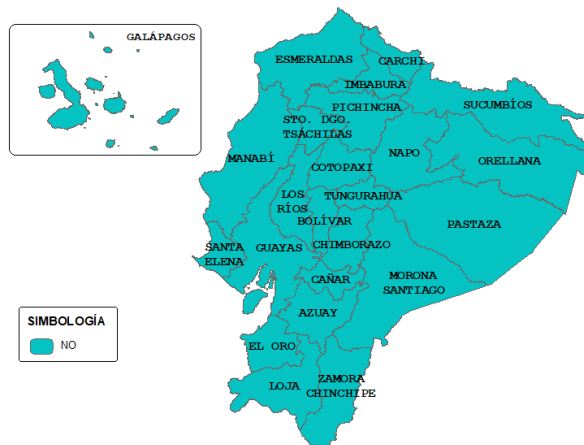 GALÁPAGOS
ESMERALDAS
CARCHI
IMBABURA
PICHINCHA
SUCUMBÍOS
STO. DGO.
TSÁCHILAS
NAPO
ORELLANA
MANABÍ
COTOPAXI
LOS
RÍOS
TUNGURAHUA
BOLÍVAR
PASTAZA
SANTA
ELENA
GUAYAS
CHIMBORAZO
CAÑAR
MORONA
SANTIAGO
AZUAY
SIMBOLOGÍA
NO
EL ORO
LOJA
ZAMORA
CHINCHIPE